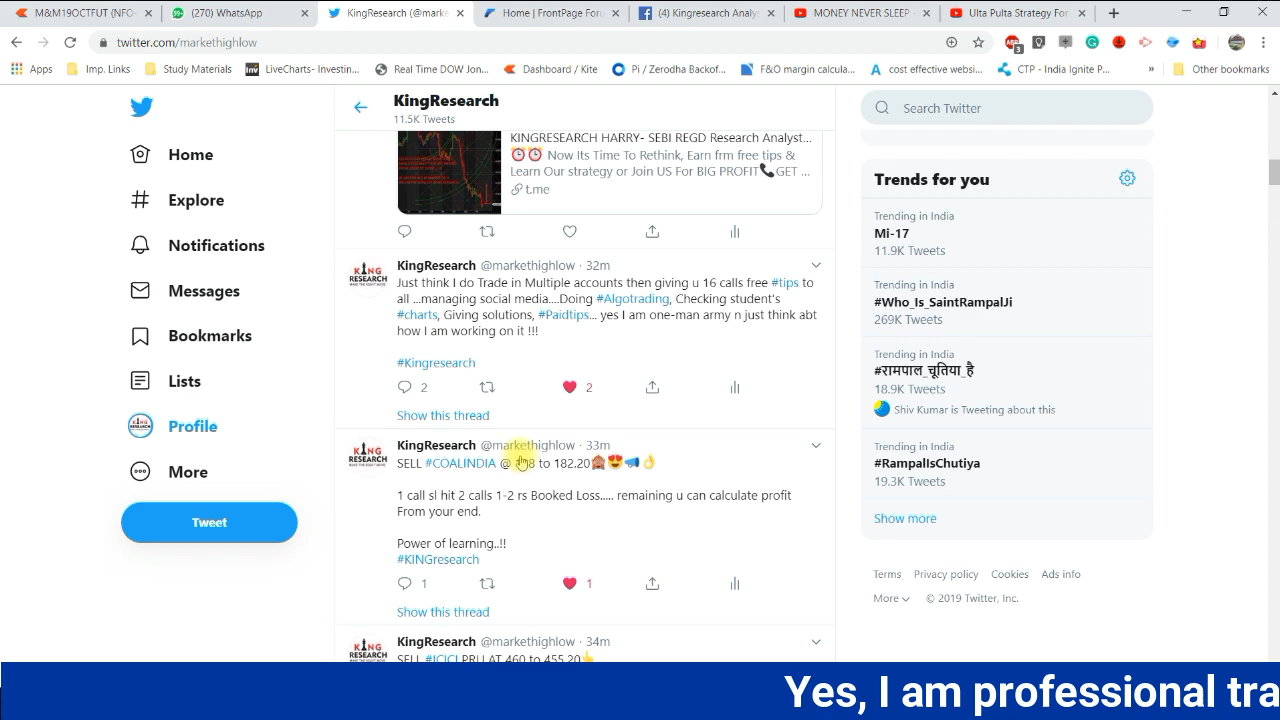 M&M19OCTFUT (NFO-
(270) WhatsApp
KingResearch (@marke
Home | FrontPage Foru
(4) Kingresearch Analy
MONEY NEVER SLEEP
Ulta Pulta Strategy For
twitter.com/markethighlow
Apps
Imp. Links
Study Materials
Inv
LiveCharts- Investin...
Real Time DOW Jon...
Dashboard / Kite
Pi / Zerodha Backof...
F&O margin calcula...
cost effective websi...
CTP - India Ignite P...
»
Other bookmarks
KingResearch
11.5K Tweets
Search Twitter
Home
Explore
Notifications
Messages
Bookmarks
Lists
Profile
More
Tweet
KINGRESEARCH HARRY- SEBI REGD Research Analyst...
⏰⏰ Now Its Time To Rethink, Earn frm free tips &
Learn Our strategy or Join US FOR PROFIT📞GET ...
t.me
KingResearch @markethighlow · 32m
Just think I do Trade in Multiple accounts then giving u 16 calls free #tips to
all ...managing social media....Doing #Algotrading, Checking student's
#charts, Giving solutions, #Paidtips... yes I am one-man army n just think abt
how I am working on it !!!
#Kingresearch
2
2
Show this thread
KingResearch @markethighlow · 33m
SELL #COALINDIA @ to 182.20🙈😍📣👌
1 call sl hit 2 calls 1-2 rs Booked Loss..... remaining u can calculate profit
From your end.
Power of learning..!!
#KINGresearch
1
1
Show this thread
KingResearch @markethighlow · 34m
SELL #ICICI PRU AT 460 to 455.20👆
Trends for you
Trending in India
Mi-17
11.9K Tweets
Trending in India
#Who_Is_SaintRampalJi
269K Tweets
Trending in India
#रामपाल_चूतिया_है
18.9K Tweets
Shiv Kumar is Tweeting about this
Trending in India
#RampalIsChutiya
19.3K Tweets
Show more
Terms Privacy policy Cookies Ads info
More © 2019 Twitter, Inc.
Yes, I am professional tra